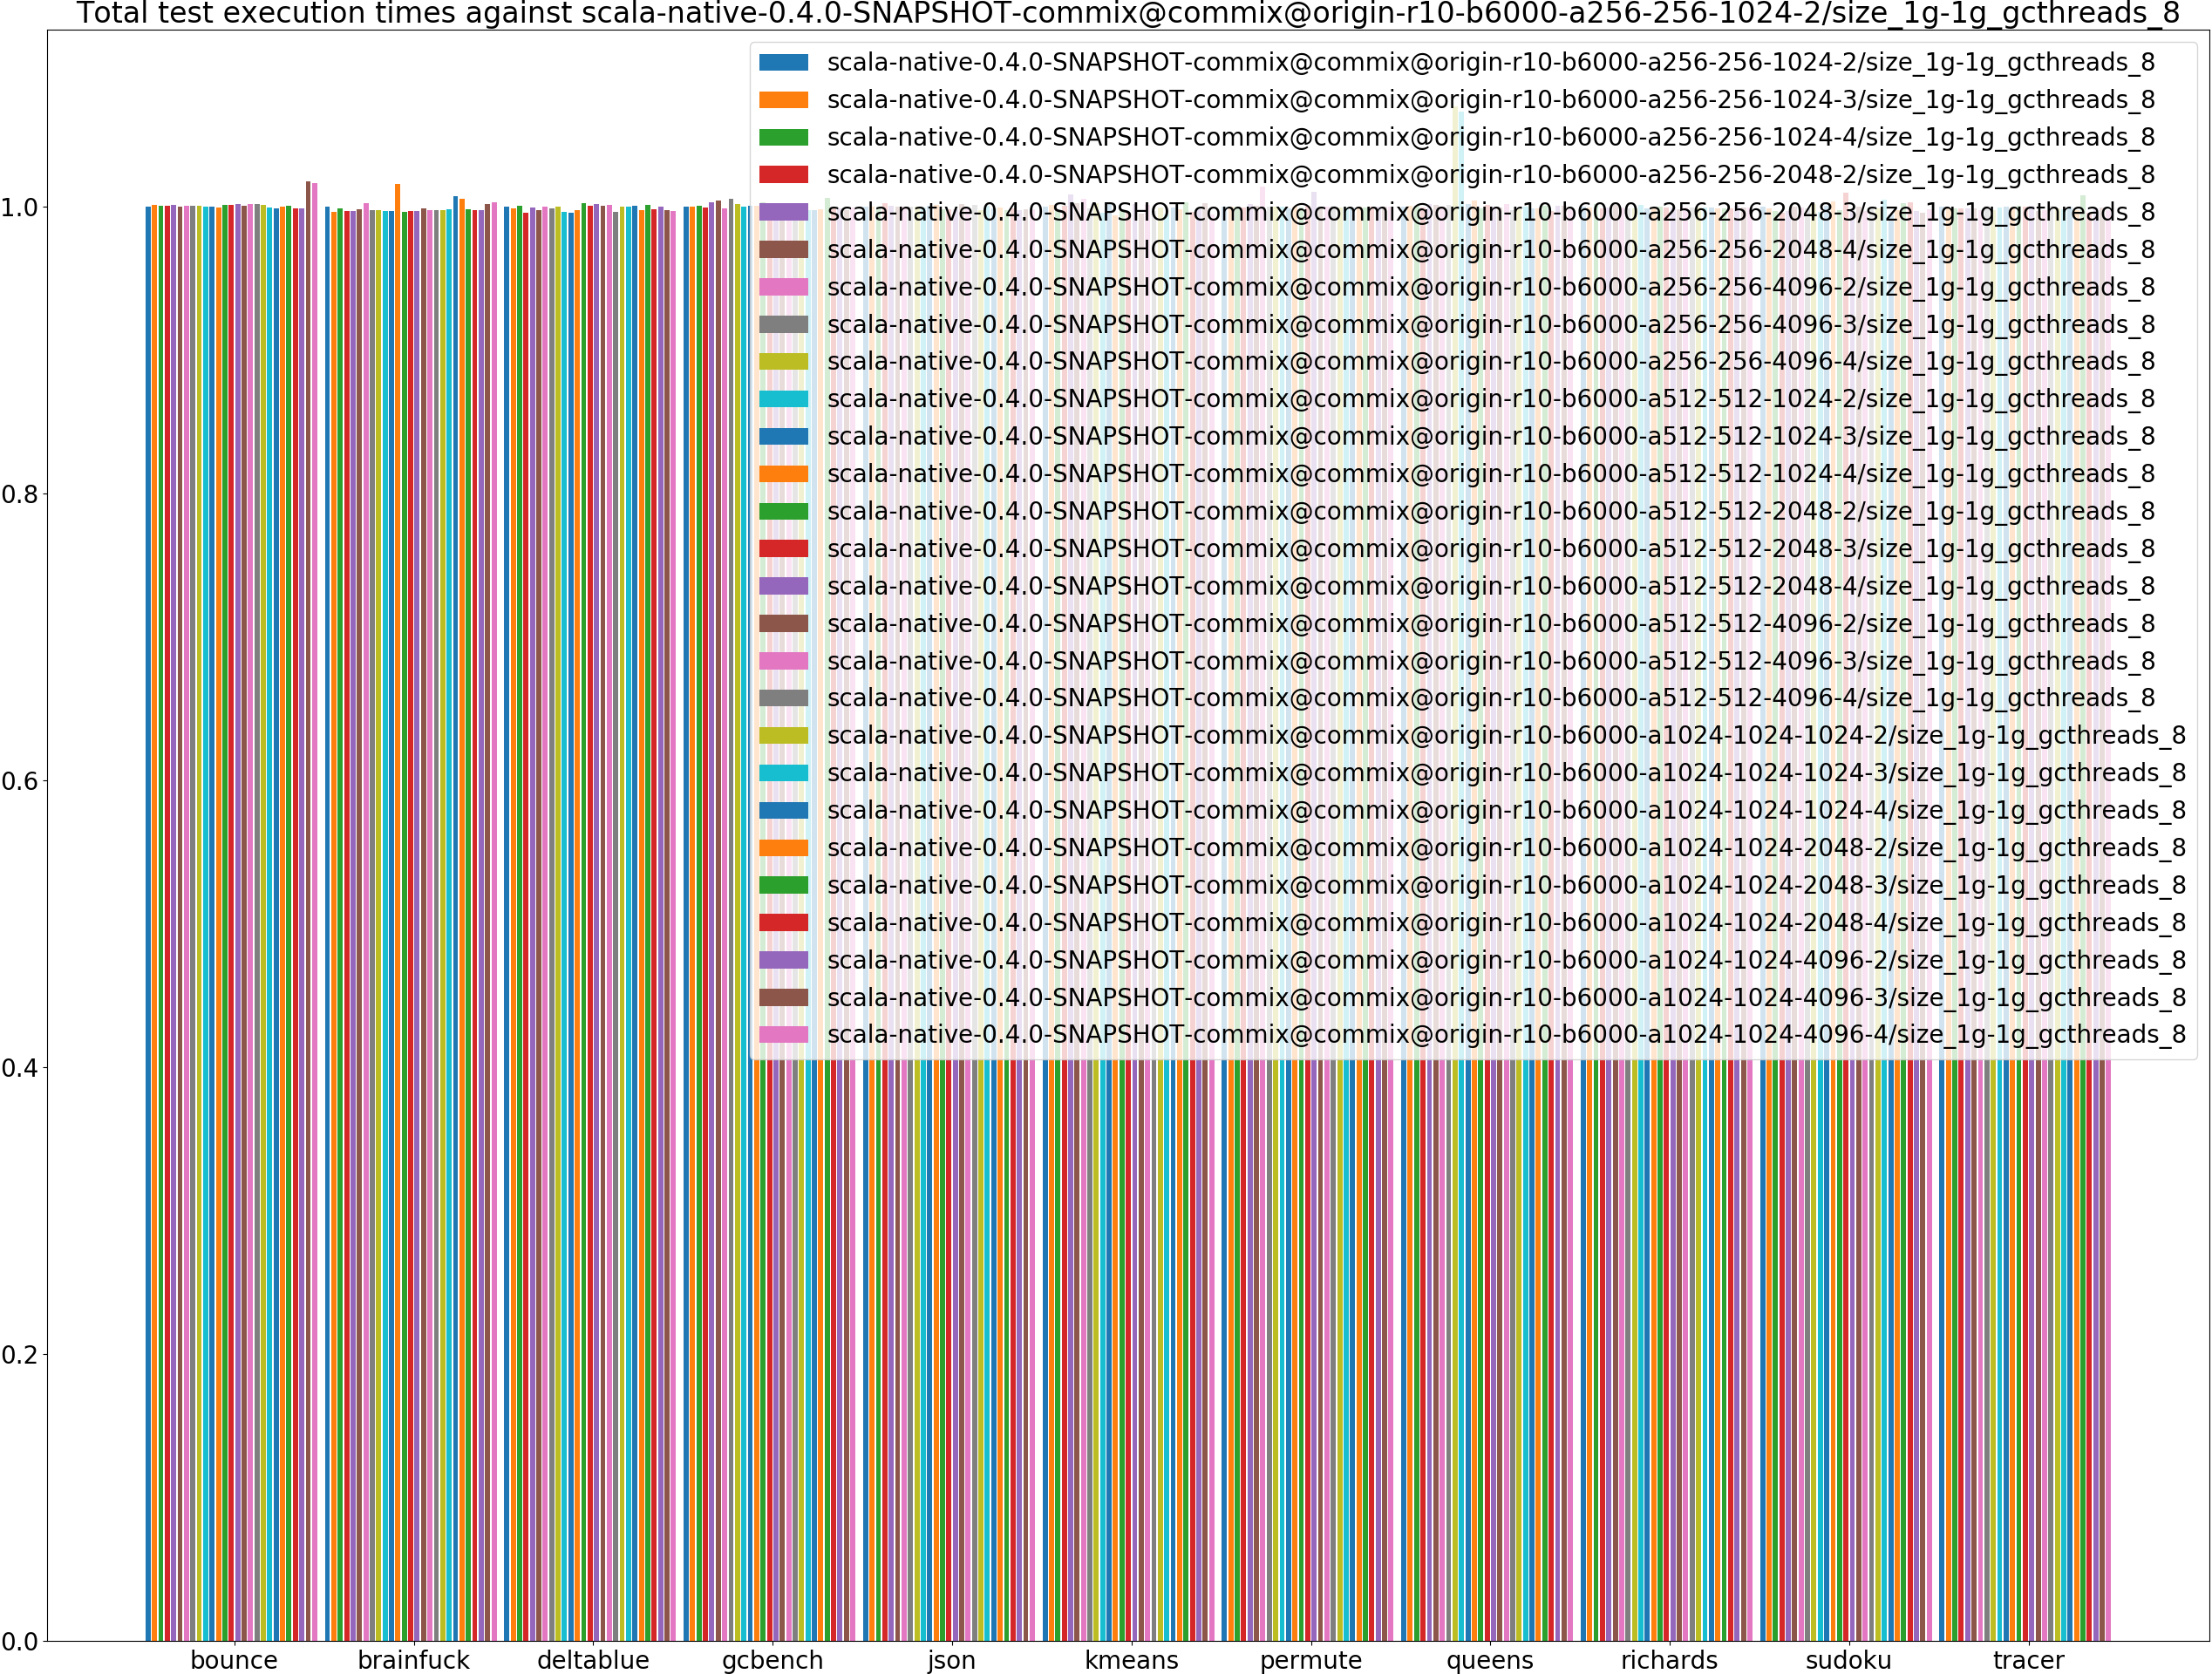 Total test execution times against scala-native-0.4.0-SNAPSHOT-commix@commix@origin-r10-b6000-a256-256-1024-2/size_1g-1g_gcthreads_8
scala-native-0.4.0-SNAPSHOT-commix@commix@origin-r10-b6000-a256-256-1024-2/size_1g-1g_gcthreads_8
scala-native-0.4.0-SNAPSHOT-commix@commix@origin-r10-b6000-a256-256-1024-3/size_1g-1g_gcthreads_8
scala-native-0.4.0-SNAPSHOT-commix@commix@origin-r10-b6000-a256-256-1024-4/size_1g-1g_gcthreads_8
scala-native-0.4.0-SNAPSHOT-commix@commix@origin-r10-b6000-a256-256-2048-2/size_1g-1g_gcthreads_8
scala-native-0.4.0-SNAPSHOT-commix@commix@origin-r10-b6000-a256-256-2048-3/size_1g-1g_gcthreads_8
scala-native-0.4.0-SNAPSHOT-commix@commix@origin-r10-b6000-a256-256-2048-4/size_1g-1g_gcthreads_8
scala-native-0.4.0-SNAPSHOT-commix@commix@origin-r10-b6000-a256-256-4096-2/size_1g-1g_gcthreads_8
scala-native-0.4.0-SNAPSHOT-commix@commix@origin-r10-b6000-a256-256-4096-3/size_1g-1g_gcthreads_8
scala-native-0.4.0-SNAPSHOT-commix@commix@origin-r10-b6000-a256-256-4096-4/size_1g-1g_gcthreads_8
scala-native-0.4.0-SNAPSHOT-commix@commix@origin-r10-b6000-a512-512-1024-2/size_1g-1g_gcthreads_8
scala-native-0.4.0-SNAPSHOT-commix@commix@origin-r10-b6000-a512-512-1024-3/size_1g-1g_gcthreads_8
scala-native-0.4.0-SNAPSHOT-commix@commix@origin-r10-b6000-a512-512-1024-4/size_1g-1g_gcthreads_8
scala-native-0.4.0-SNAPSHOT-commix@commix@origin-r10-b6000-a512-512-2048-2/size_1g-1g_gcthreads_8
scala-native-0.4.0-SNAPSHOT-commix@commix@origin-r10-b6000-a512-512-2048-3/size_1g-1g_gcthreads_8
scala-native-0.4.0-SNAPSHOT-commix@commix@origin-r10-b6000-a512-512-2048-4/size_1g-1g_gcthreads_8
scala-native-0.4.0-SNAPSHOT-commix@commix@origin-r10-b6000-a512-512-4096-2/size_1g-1g_gcthreads_8
scala-native-0.4.0-SNAPSHOT-commix@commix@origin-r10-b6000-a512-512-4096-3/size_1g-1g_gcthreads_8
scala-native-0.4.0-SNAPSHOT-commix@commix@origin-r10-b6000-a512-512-4096-4/size_1g-1g_gcthreads_8
scala-native-0.4.0-SNAPSHOT-commix@commix@origin-r10-b6000-a1024-1024-1024-2/size_1g-1g_gcthreads_8
scala-native-0.4.0-SNAPSHOT-commix@commix@origin-r10-b6000-a1024-1024-1024-3/size_1g-1g_gcthreads_8
scala-native-0.4.0-SNAPSHOT-commix@commix@origin-r10-b6000-a1024-1024-1024-4/size_1g-1g_gcthreads_8
scala-native-0.4.0-SNAPSHOT-commix@commix@origin-r10-b6000-a1024-1024-2048-2/size_1g-1g_gcthreads_8
scala-native-0.4.0-SNAPSHOT-commix@commix@origin-r10-b6000-a1024-1024-2048-3/size_1g-1g_gcthreads_8
scala-native-0.4.0-SNAPSHOT-commix@commix@origin-r10-b6000-a1024-1024-2048-4/size_1g-1g_gcthreads_8
scala-native-0.4.0-SNAPSHOT-commix@commix@origin-r10-b6000-a1024-1024-4096-2/size_1g-1g_gcthreads_8
scala-native-0.4.0-SNAPSHOT-commix@commix@origin-r10-b6000-a1024-1024-4096-3/size_1g-1g_gcthreads_8
scala-native-0.4.0-SNAPSHOT-commix@commix@origin-r10-b6000-a1024-1024-4096-4/size_1g-1g_gcthreads_8
1.0
0.8
0.6
0.4
0.2
0.0
bounce brainfuck deltablue gcbench json kmeans permute queens richards sudoku tracer